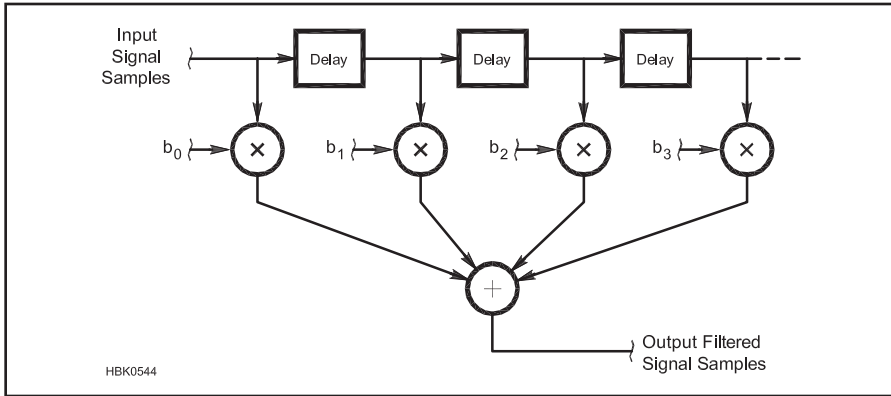 Input
Signal
Samples
Delay
Delay
Delay
b0
×
b1
×
b2
×
b3
×
+
Output Filtered
Signal Samples
HBK0544